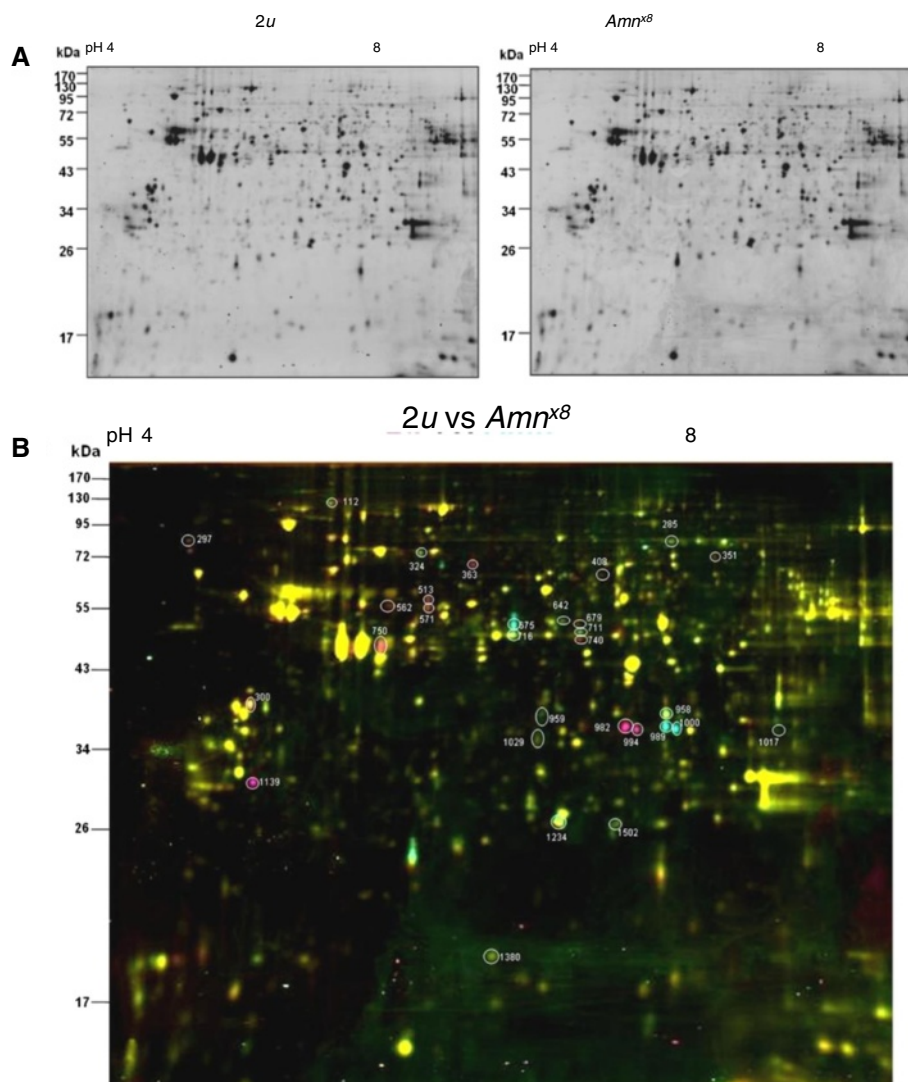 2u Amnˣ⁸
A kDa pH 4 8 kDa pH 4 8
170 170
130 130
95 95
72 72
55 55
43 43
34 34
26 26
17 17
2u vs Amnˣ⁸
B kDa pH 4 8
170
130
112
95
297 285
72 324 363 408 351
513
55 562 571 642 679
675 711
750 716 740
43
300 958
959 982 1000
994 989 1017
34 1029
1139
26 1234 1502
1380
17